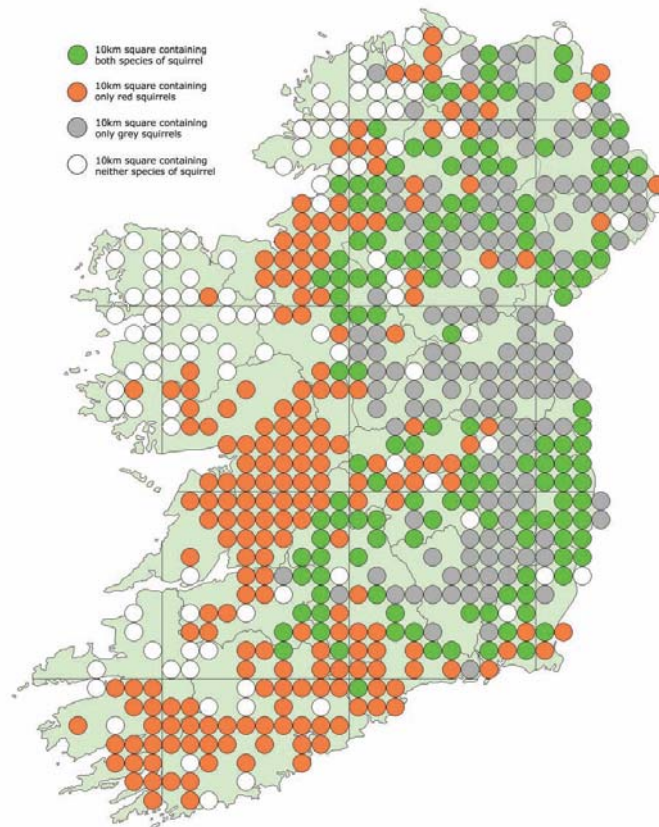 10km square containing
both species of squirrel
10km square containing
only red squirrels
10km square containing
only grey squirrels
10km square containing
neither species of squirrel